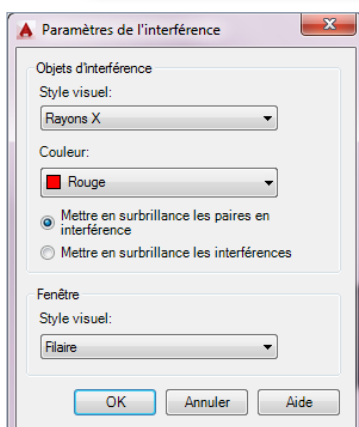 Paramètres de l'interférence
Objets d'interférence
Style visuel:
Rayons X
Couleur:
Rouge
Mettre en surbrillance les paires en
interférence
Mettre en surbrillance les interférences
Fenêtre
Style visuel:
Filaire
OK Annuler Aide